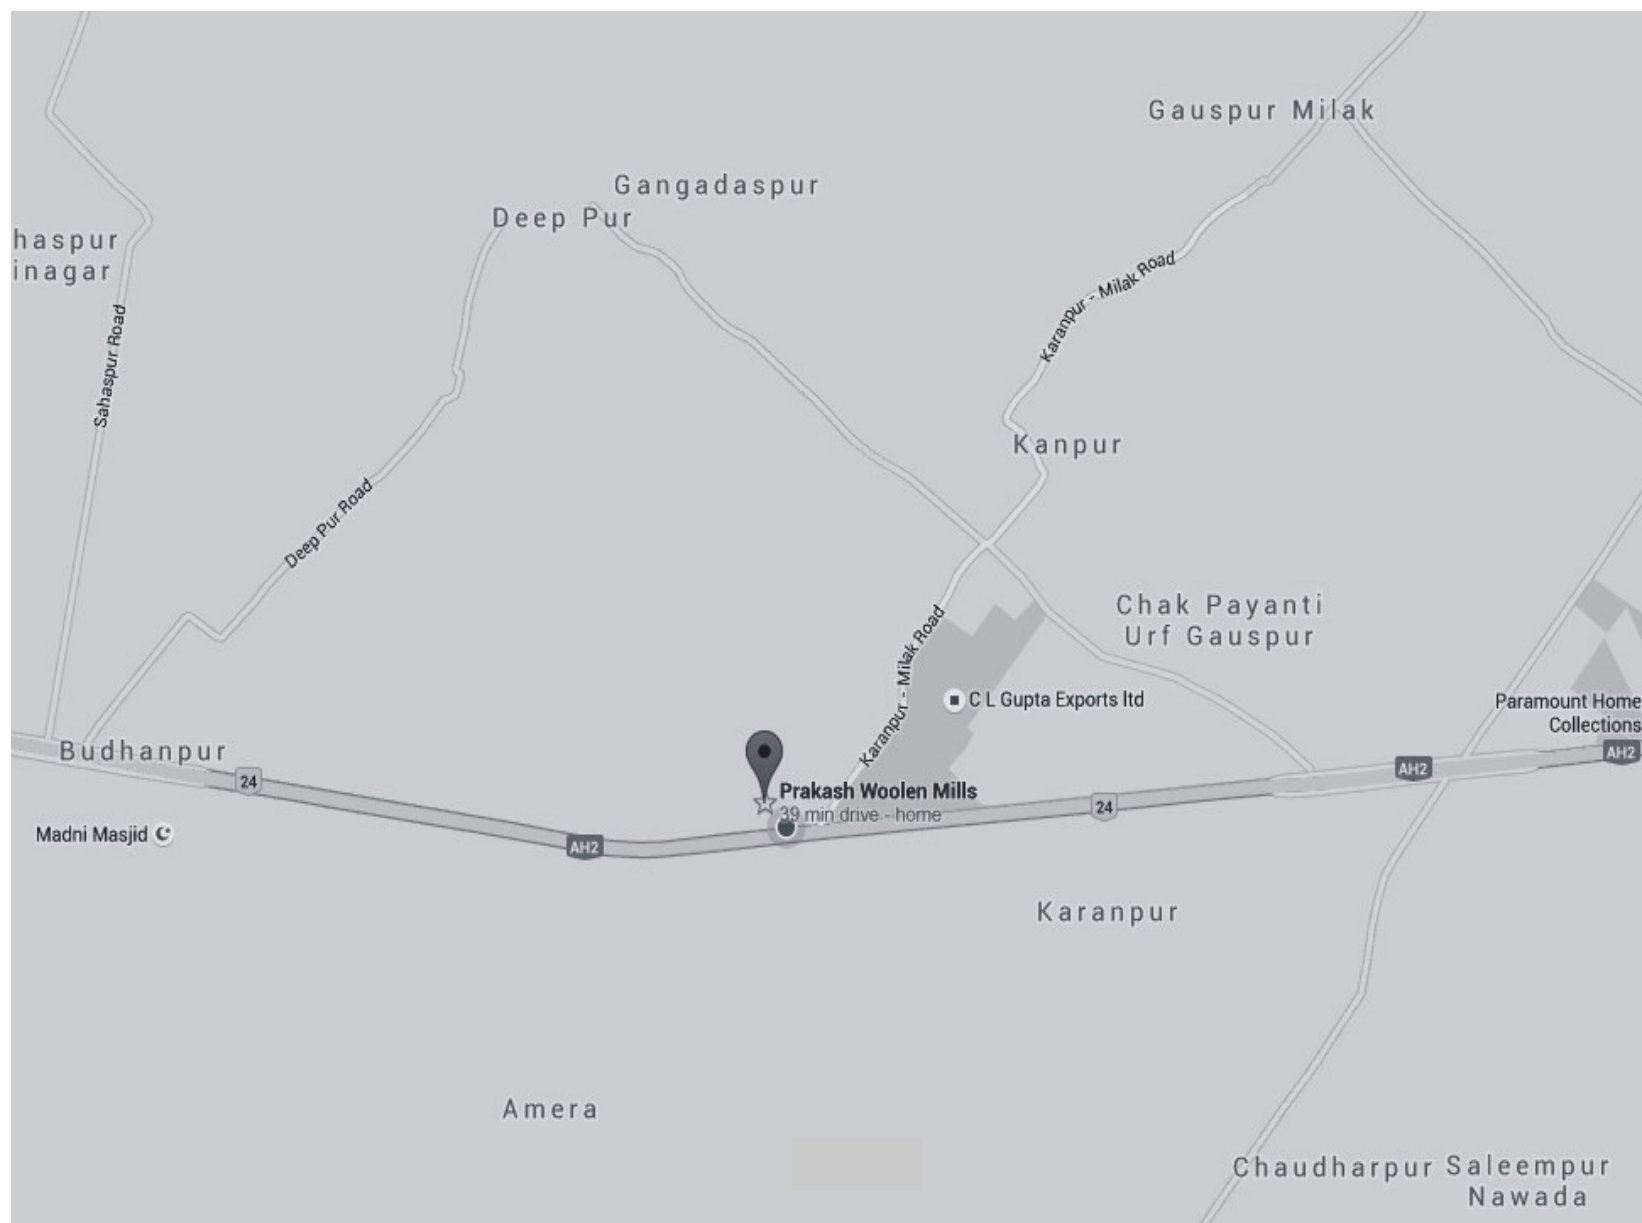 Gauspur Milak
Gangadaspur
Deep Pur
haspur
inagar
Karanpur - Milak Road
Sahaspur Road
Kanpur
Deep Pur Road
Chak Payanti
Urf Gauspur
Karanpur - Milak Road
C L Gupta Exports ltd
Paramount Home
Collections
Budhanpur
AH2
AH2
24
Prakash Woolen Mills
39 min drive - home
24
Madni Masjid
AH2
Karanpur
Amera
Chaudharpur
Saleempur
Nawada